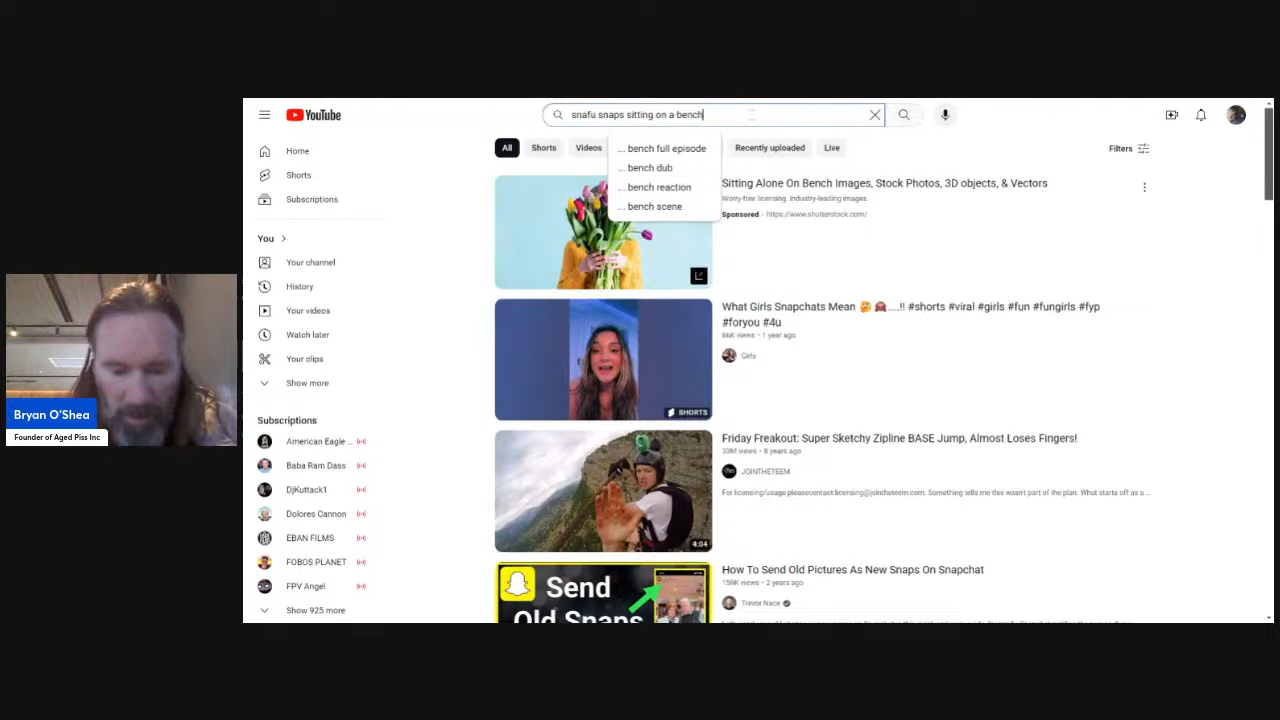 YouTube
snafu snaps sitting on a bench
Home
Shorts
Subscriptions
You
Your channel
History
Your videos
Watch later
Your clips
Show more
Subscriptions
American Eagle ...
Baba Ram Dass
DjKuttack1
Dolores Cannon
EBAN FILMS
FOBOS PLANET
FPV Angel
Show 925 more
All
Shorts
Videos
Recently uploaded
Live
Filters
... bench full episode
... bench dub
... bench reaction
... bench scene
Sitting Alone On Bench Images, Stock Photos, 3D objects, & Vectors
Worry-free licensing. Industry-leading images.
Sponsored · https://www.shutterstock.com/
SHORTS
What Girls Snapchats Mean 🤔 🙈....!! #shorts #viral #girls #fun #fungirls #fyp
#foryou #4u
66K views • 1 year ago
Girls
4:04
Friday Freakout: Super Sketchy Zipline BASE Jump, Almost Loses Fingers!
33M views • 8 years ago
JOINTHETEEM
For licensing/usage please contact licensing@jointheteem.com. Something tells me this wasn't part of the plan. What starts off as a ...
Send
Old Snaps
How To Send Old Pictures As New Snaps On Snapchat
159K views • 2 years ago
Trevor Nace
Bryan O'Shea
Founder of Aged Piss Inc